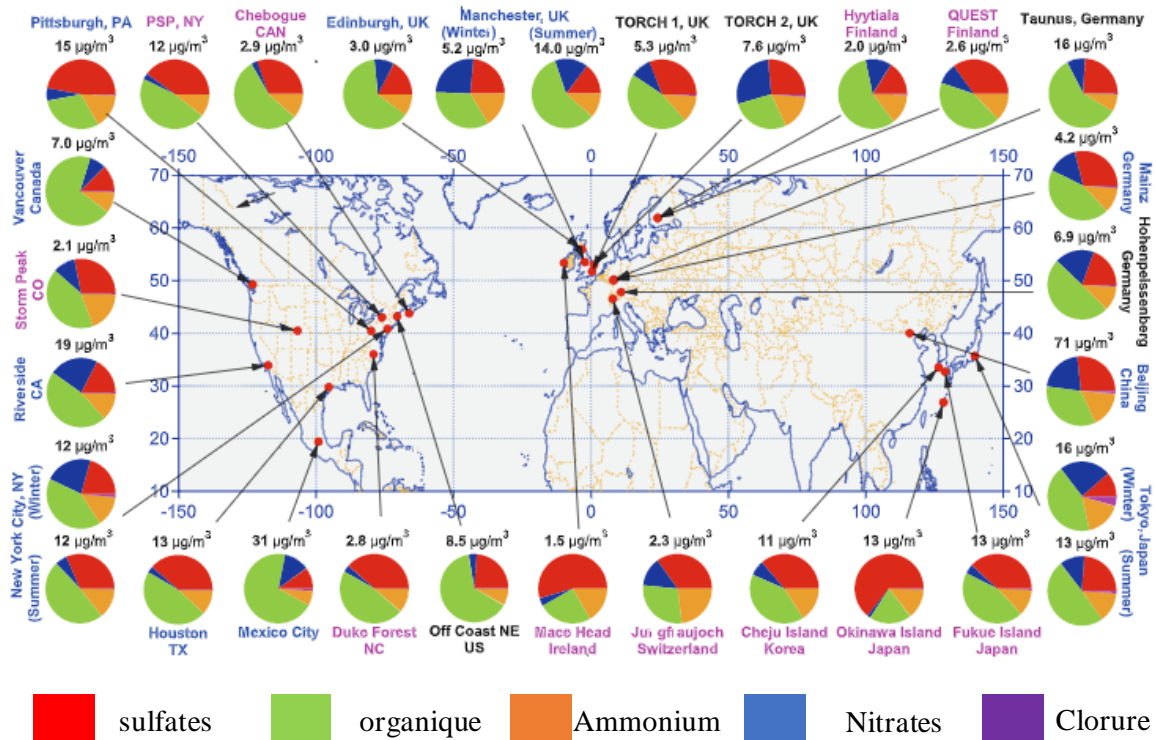 Pittsburgh, PA
15 µg/m³
PSP, NY
12 µg/m³
Chebogue
CAN
2.9 µg/m³
Edinburgh, UK
3.0 µg/m³
Manchester, UK
(Winter) (Summer)
5.2 µg/m³ 14.0 µg/m³
TORCH 1, UK
5.3 µg/m³
TORCH 2, UK
7.6 µg/m³
Hyytiala
Finland
2.0 µg/m³
QUEST
Finland
2.6 µg/m³
Taunus, Germany
16 µg/m³
7.0 µg/m³
Vancouver
Canada
2.1 µg/m³
Storm Peak
CO
19 µg/m³
Riverside
CA
12 µg/m³
New York City, NY
(Summer) (Winter)
12 µg/m³
-150 -100 -50 0 50 100 150
70 70
60 60
50 50
40 40
30 30
20 20
10 10
-150 -100 -50 0 50 100 150
4.2 µg/m³
Mainz
Germany
6.9 µg/m³
Hohenpeissenberg
Germany
71 µg/m³
Beijing
China
16 µg/m³
Tokyo, Japan
(Winter) (Summer)
13 µg/m³
13 µg/m³
Houston
TX
31 µg/m³
Mexico City
2.8 µg/m³
Duke Forest
NC
8.5 µg/m³
Off Coast NE
US
1.5 µg/m³
Mace Head
Ireland
2.3 µg/m³
Jungfraujoch
Switzerland
11 µg/m³
Cheju Island
Korea
13 µg/m³
Okinawa Island
Japan
13 µg/m³
Fukue Island
Japan
sulfates organique Ammonium Nitrates Clorure